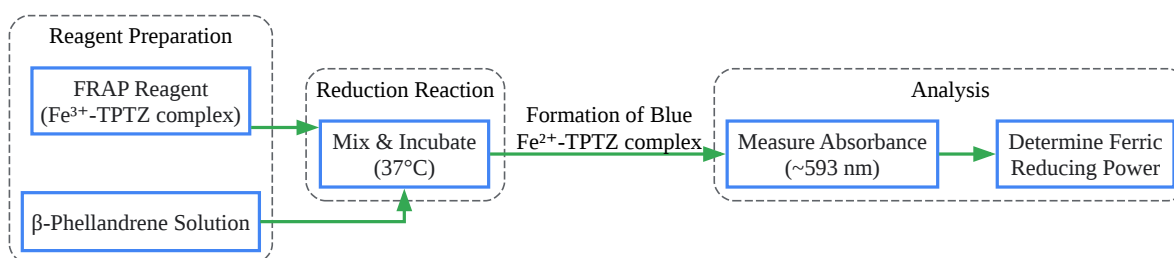 Reagent Preparation
FRAP Reagent
(Fe³⁺-TPTZ complex)
β-Phellandrene Solution
Reduction Reaction
Mix & Incubate
(37°C)
Formation of Blue
Fe²⁺-TPTZ complex
Analysis
Measure Absorbance
(~593 nm)
Determine Ferric
Reducing Power